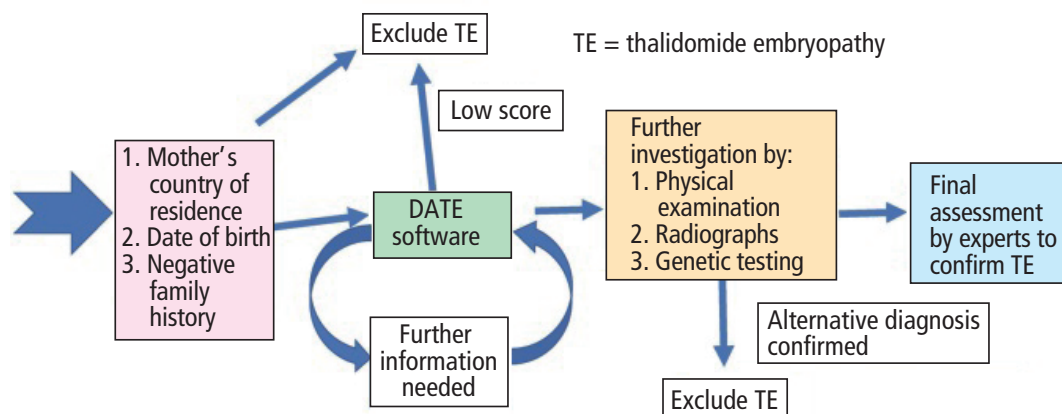 Exclude TE
TE = thalidomide embryopathy
Low score
1. Mother's
country of
residence
2. Date of birth
3. Negative
family
history
DATE
software
Further
information
needed
Further
investigation by:
1. Physical
examination
2. Radiographs
3. Genetic testing
Final
assessment
by experts to
confirm TE
Alternative diagnosis
confirmed
Exclude TE